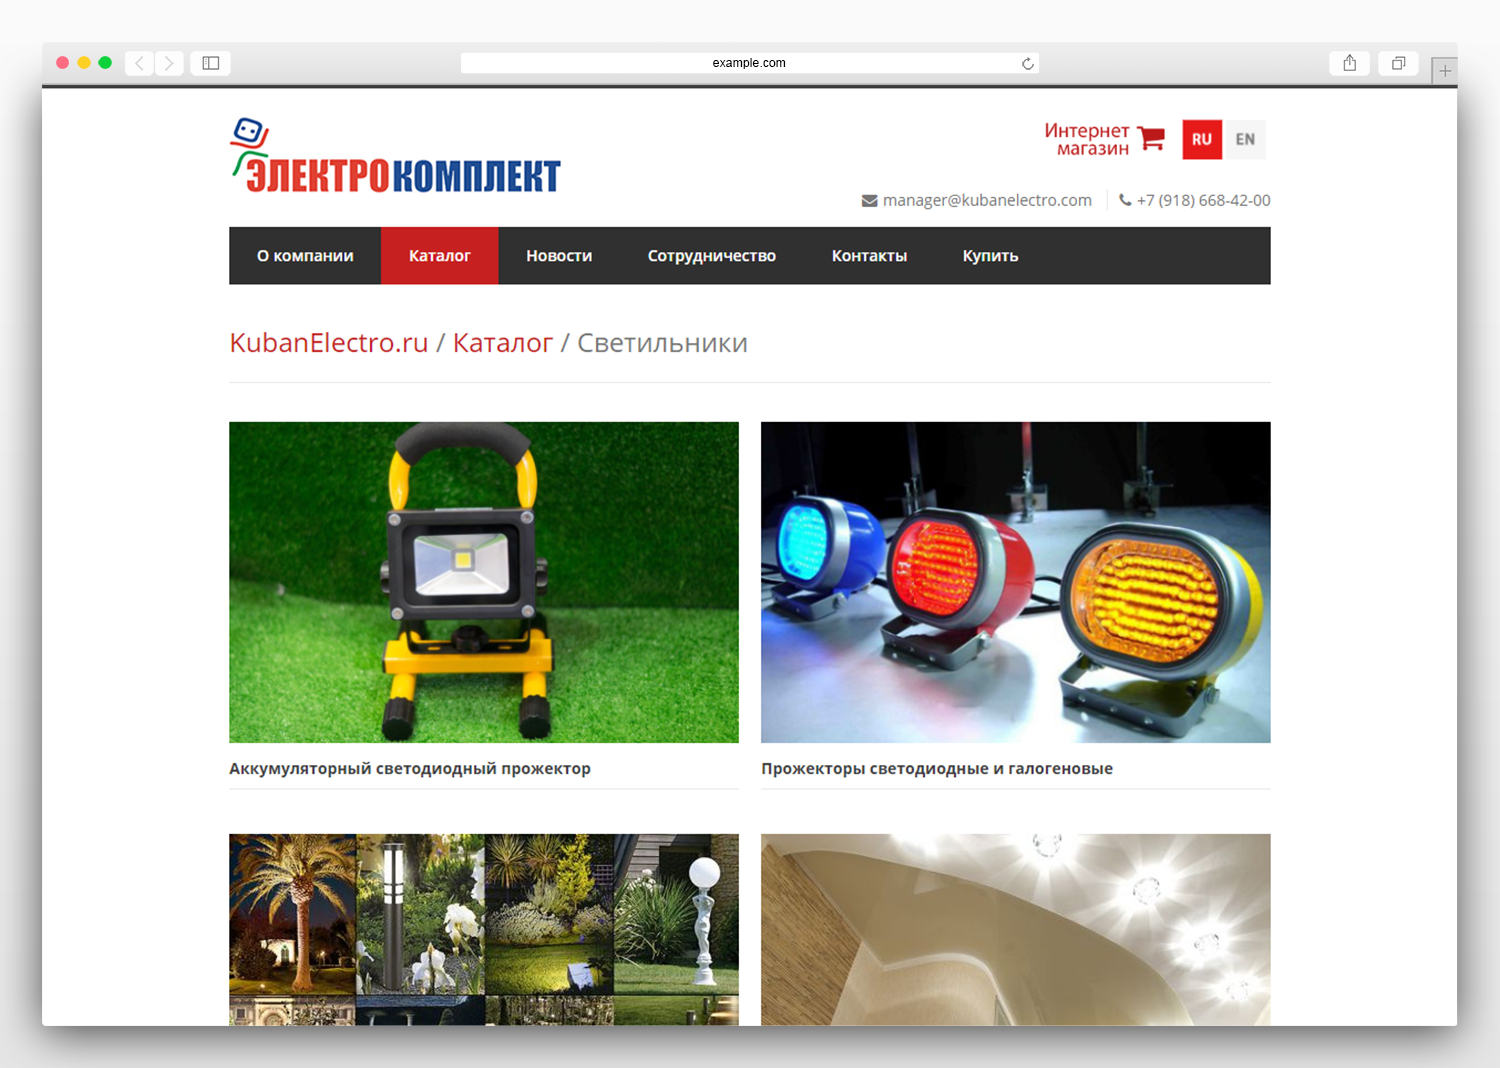 example.com
ЭЛЕКТРОКОМПЛЕКТ
Интернет
магазин
RU
EN
manager@kubanelectro.com
+7 (918) 668-42-00
О компании
Каталог
Новости
Сотрудничество
Контакты
Купить
KubanElectro.ru / Каталог / Светильники
Аккумуляторный светодиодный прожектор
Прожекторы светодиодные и галогеновые